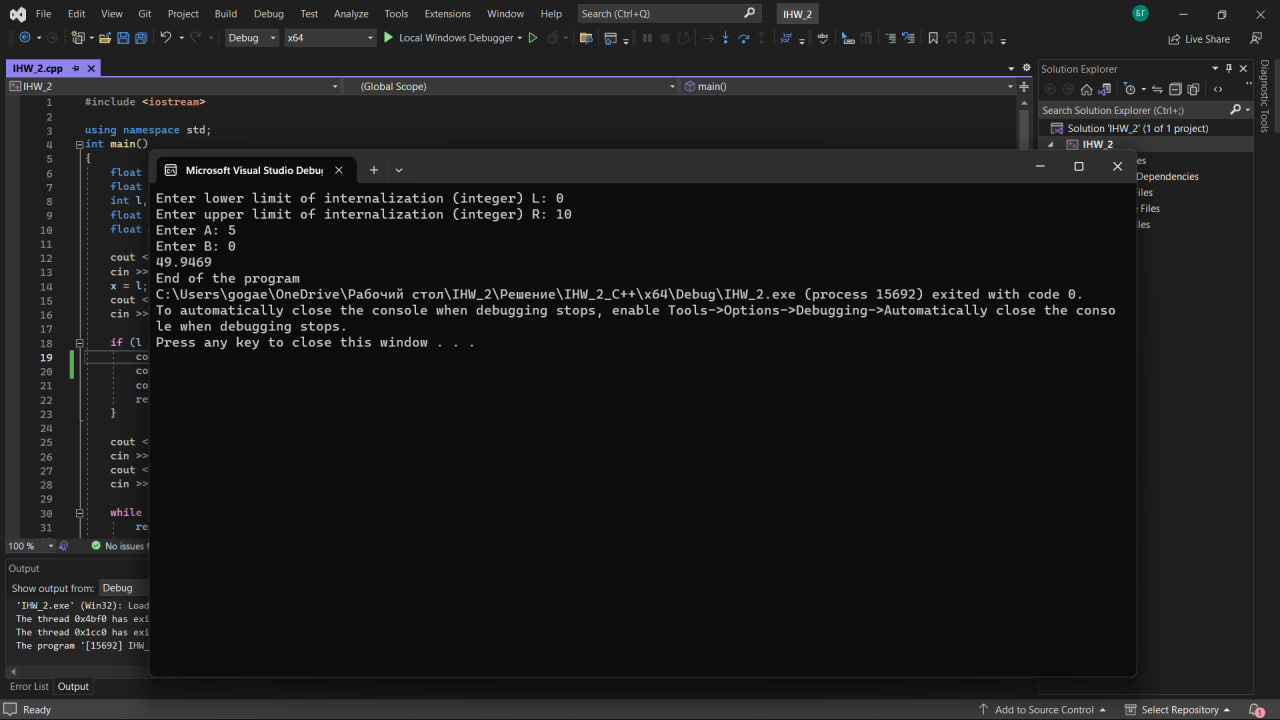 File Edit View Git Project Build Debug Test Analyze Tools Extensions Window Help Search (Ctrl+Q) IHW_2 БГ
Debug x64 Local Windows Debugger Live Share
IHW_2.cpp
IHW_2 (Global Scope) main()
1 #include <iostream>
2
3 using namespace std;
4 int main()
5 {
6 float
7 float
8 int l,
9 float
10 float
11
12 cout <
13 cin >>
14 x = l;
15 cout <
16 cin >>
17
18 if (l
19 co
20 co
21 co
22 re
23 }
24
25 cout <
26 cin >>
27 cout <
28 cin >>
29
30 while
31 re
100 % No issues f
Microsoft Visual Studio Debu
Enter lower limit of internalization (integer) L: 0
Enter upper limit of internalization (integer) R: 10
Enter A: 5
Enter B: 0
49.9469
End of the program
C:\Users\gogae\OneDrive\Рабочий стол\IHW_2\Решение\IHW_2_C++\x64\Debug\IHW_2.exe (process 15692) exited with code 0.
To automatically close the console when debugging stops, enable Tools->Options->Debugging->Automatically close the conso
le when debugging stops.
Press any key to close this window . . .
Solution Explorer
Search Solution Explorer (Ctrl+;)
Solution 'IHW_2' (1 of 1 project)
IHW_2
es
Dependencies
iles
e Files
iles
Diagnostic Tools
Output
Show output from: Debug
'IHW_2.exe' (Win32): Load
The thread 0x4bf0 has exi
The thread 0x1cc0 has exi
The program '[15692] IHW_
Error List Output
Ready Add to Source Control Select Repository 1